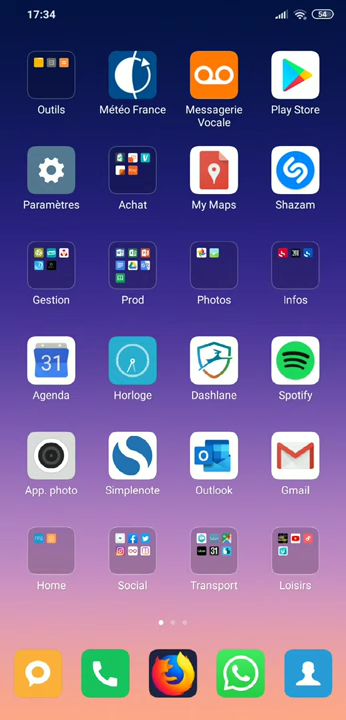 17:34
54
Outils
Météo France
Messagerie
Vocale
Play Store
Paramètres
Achat
My Maps
Shazam
Gestion
Prod
Photos
Infos
31
Agenda
Horloge
Dashlane
Spotify
App. photo
Simplenote
Outlook
Gmail
31
Home
Social
Transport
Loisirs